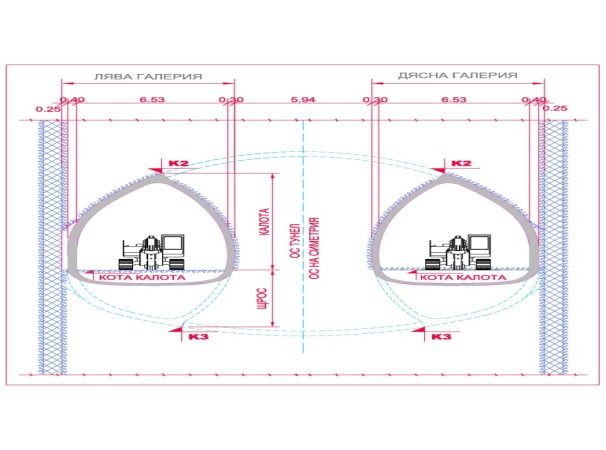 ЛЯВА ГАЛЕРИЯ
ДЯСНА ГАЛЕРИЯ
0.25 0.40 6.53 0.30 5.94 0.30 6.53 0.40 0.25
К2
К2
КАЛОТА
ОС ТУНЕЛ
ОС НА СИМЕТРИЯ
КОТА КАЛОТА
КОТА КАЛОТА
ЩРОС
К3
К3